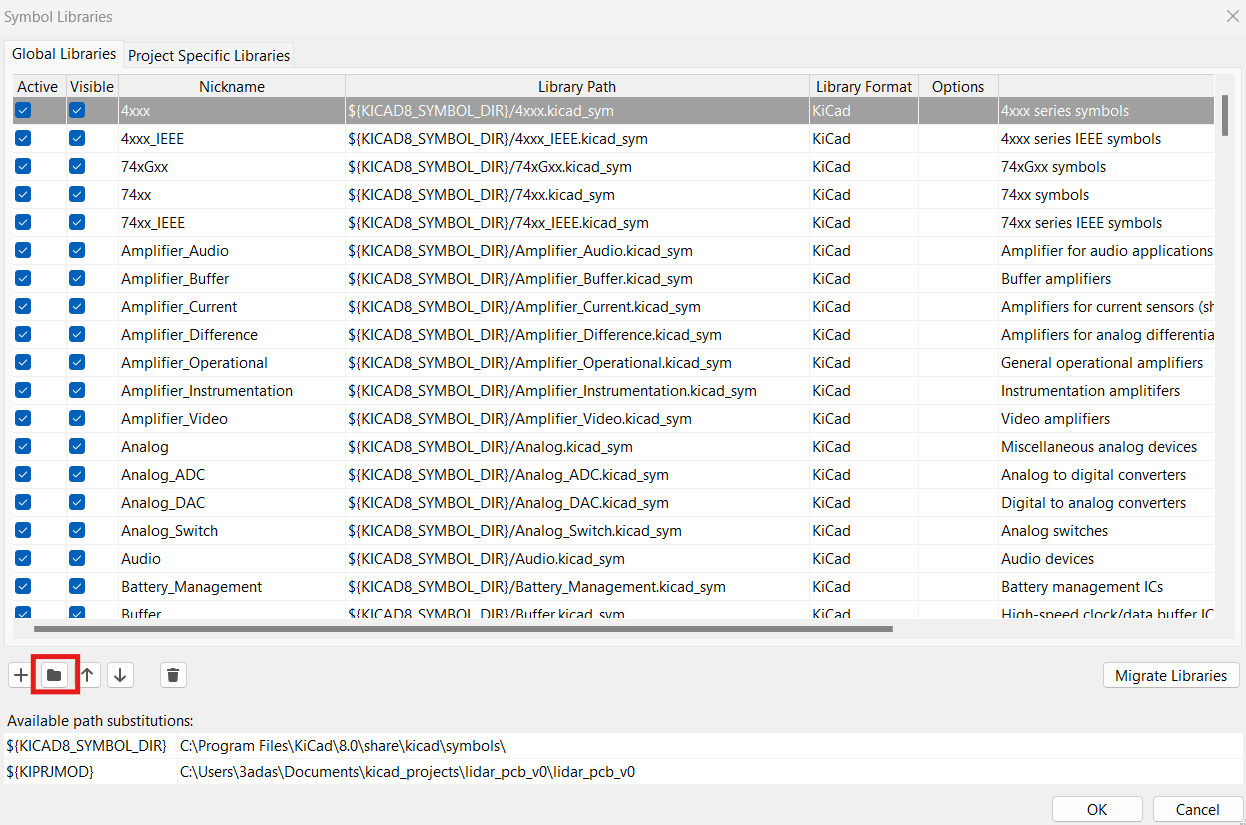 Symbol Libraries
Global Libraries Project Specific Libraries
Active Visible Nickname Library Path Library Format Options
4xxx ${KICAD8_SYMBOL_DIR}/4xxx.kicad_sym KiCad 4xxx series symbols
4xxx_IEEE ${KICAD8_SYMBOL_DIR}/4xxx_IEEE.kicad_sym KiCad 4xxx series IEEE symbols
74xGxx ${KICAD8_SYMBOL_DIR}/74xGxx.kicad_sym KiCad 74xGxx symbols
74xx ${KICAD8_SYMBOL_DIR}/74xx.kicad_sym KiCad 74xx symbols
74xx_IEEE ${KICAD8_SYMBOL_DIR}/74xx_IEEE.kicad_sym KiCad 74xx series IEEE symbols
Amplifier_Audio ${KICAD8_SYMBOL_DIR}/Amplifier_Audio.kicad_sym KiCad Amplifier for audio applications
Amplifier_Buffer ${KICAD8_SYMBOL_DIR}/Amplifier_Buffer.kicad_sym KiCad Buffer amplifiers
Amplifier_Current ${KICAD8_SYMBOL_DIR}/Amplifier_Current.kicad_sym KiCad Amplifiers for current sensors (sh
Amplifier_Difference ${KICAD8_SYMBOL_DIR}/Amplifier_Difference.kicad_sym KiCad Amplifiers for analog differentia
Amplifier_Operational ${KICAD8_SYMBOL_DIR}/Amplifier_Operational.kicad_sym KiCad General operational amplifiers
Amplifier_Instrumentation ${KICAD8_SYMBOL_DIR}/Amplifier_Instrumentation.kicad_sym KiCad Instrumentation amplitifers
Amplifier_Video ${KICAD8_SYMBOL_DIR}/Amplifier_Video.kicad_sym KiCad Video amplifiers
Analog ${KICAD8_SYMBOL_DIR}/Analog.kicad_sym KiCad Miscellaneous analog devices
Analog_ADC ${KICAD8_SYMBOL_DIR}/Analog_ADC.kicad_sym KiCad Analog to digital converters
Analog_DAC ${KICAD8_SYMBOL_DIR}/Analog_DAC.kicad_sym KiCad Digital to analog converters
Analog_Switch ${KICAD8_SYMBOL_DIR}/Analog_Switch.kicad_sym KiCad Analog switches
Audio ${KICAD8_SYMBOL_DIR}/Audio.kicad_sym KiCad Audio devices
Battery_Management ${KICAD8_SYMBOL_DIR}/Battery_Management.kicad_sym KiCad Battery management ICs
Buffer ${KICAD8_SYMBOL_DIR}/Buffer.kicad_sym KiCad High-speed clock/data buffer IC
Migrate Libraries
Available path substitutions:
${KICAD8_SYMBOL_DIR} C:\Program Files\KiCad\8.0\share\kicad\symbols\
${KIPRJMOD} C:\Users\3adas\Documents\kicad_projects\lidar_pcb_v0\lidar_pcb_v0
OK Cancel